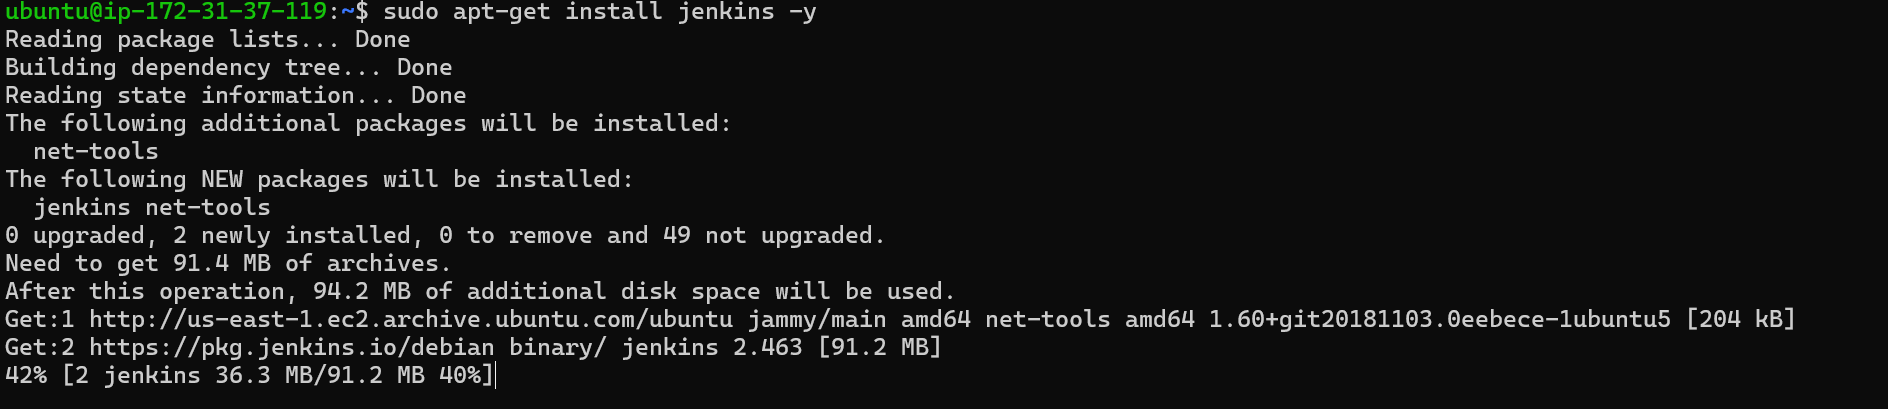 ubuntu@ip-172-31-37-119:~$ sudo apt-get install jenkins -y
Reading package lists... Done
Building dependency tree... Done
Reading state information... Done
The following additional packages will be installed:
  net-tools
The following NEW packages will be installed:
  jenkins net-tools
0 upgraded, 2 newly installed, 0 to remove and 49 not upgraded.
Need to get 91.4 MB of archives.
After this operation, 94.2 MB of additional disk space will be used.
Get:1 http://us-east-1.ec2.archive.ubuntu.com/ubuntu jammy/main amd64 net-tools amd64 1.60+git20181103.0eebece-1ubuntu5 [204 kB]
Get:2 https://pkg.jenkins.io/debian binary/ jenkins 2.463 [91.2 MB]
42% [2 jenkins 36.3 MB/91.2 MB 40%]